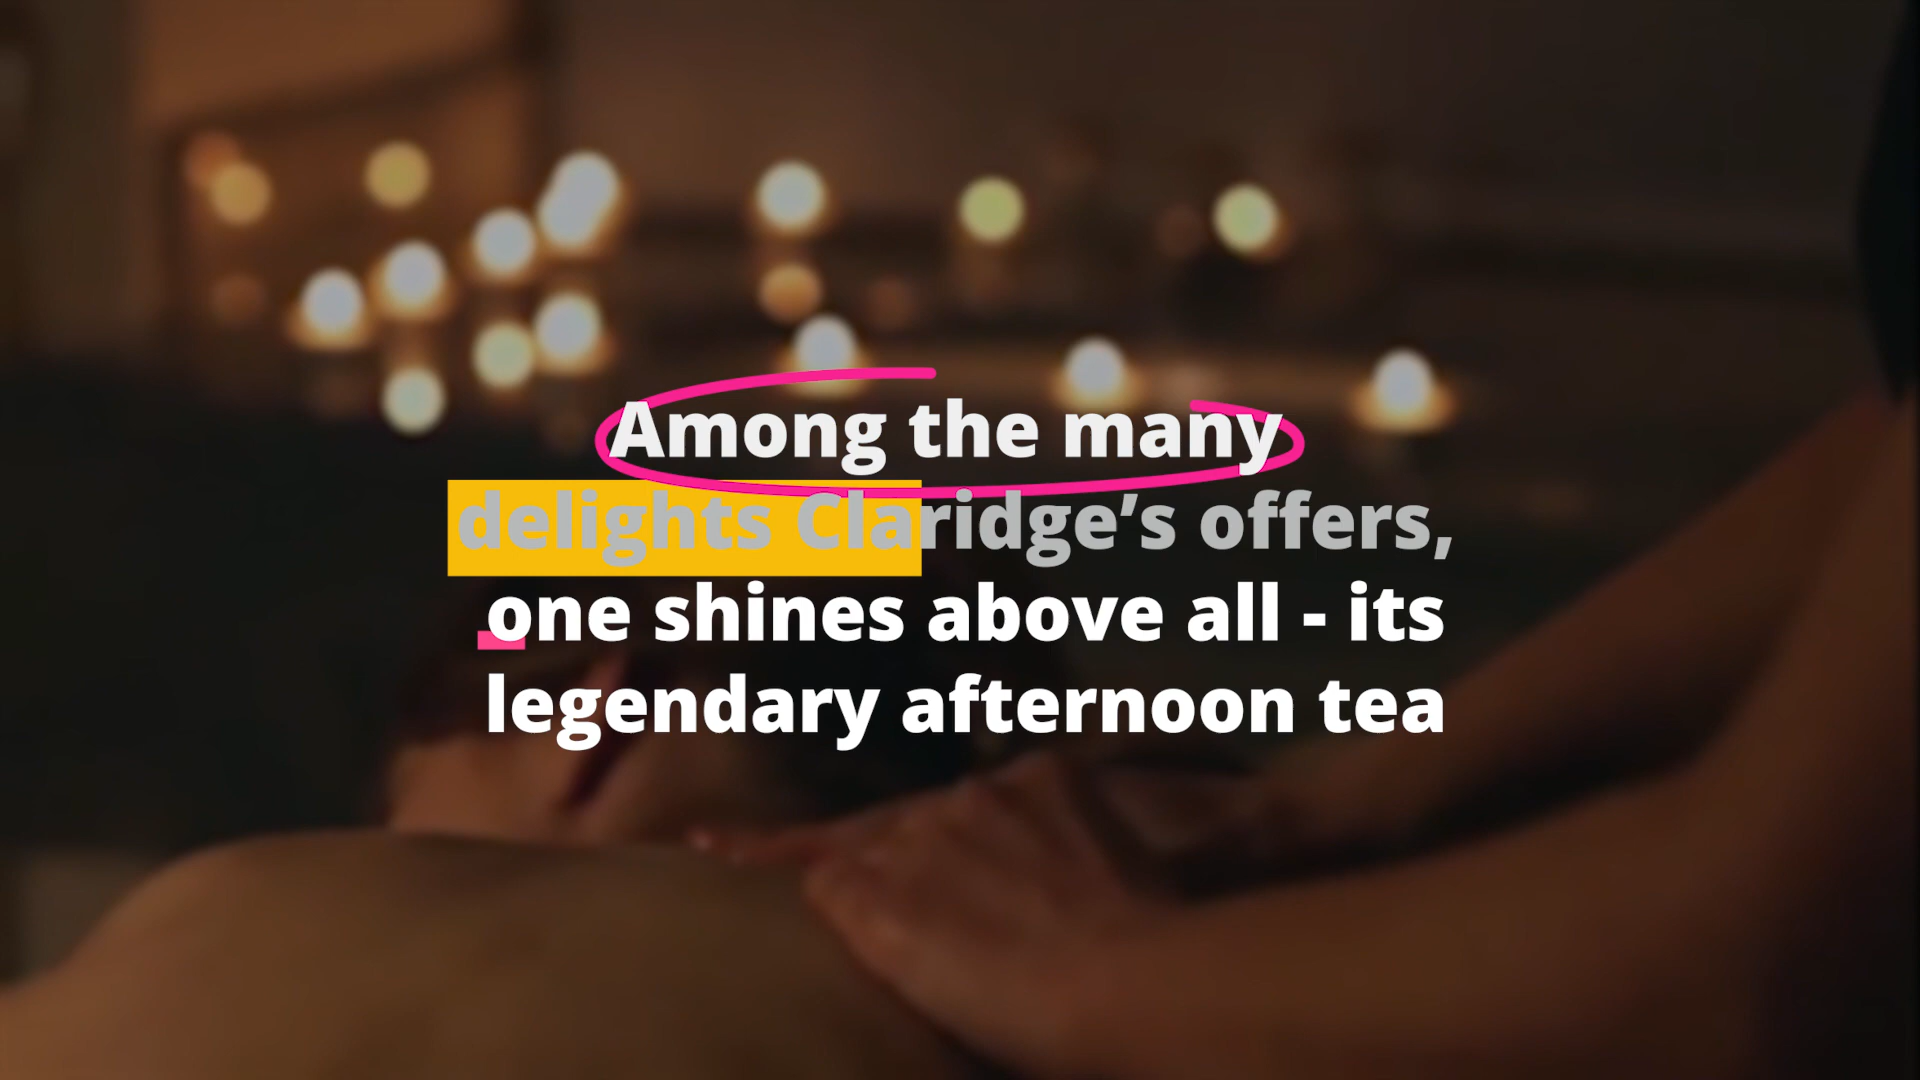 Among the many
delights Claridge’s offers,
one shines above all - its
legendary afternoon tea